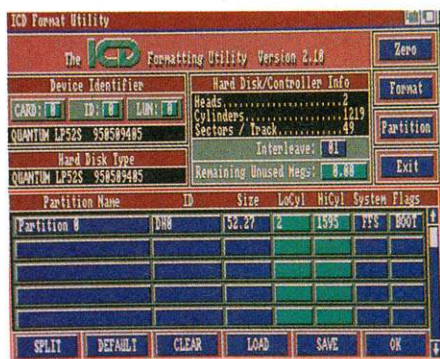 ICD Format Utility
The ICD Formatting Utility Version 2.10
Zero
Format
Partition
Exit
Device Identifier
CARD: 0 ID: 0 LUN: 0
QUANTUM LP52S 950509405
Hard Disk Type
QUANTUM LP52S 950509405
Hard Disk/Controller Info
Heads......................2
Cylinders..................1219
Sectors / Track............49
Interleave: 01
Remaining Unused Megs: 0.00
Partition Name ID Size LoCyl HiCyl System Flags
Partition 0 DH0 52.27 2 1595 FFS BOOT
SPLIT DEFAULT CLEAR LOAD SAVE OK